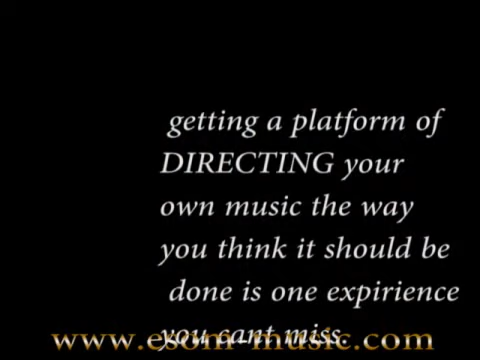 getting a platform of
DIRECTING your
own music the way
you think it should be
done is one expirience
you cant miss.
www.esom-music.com